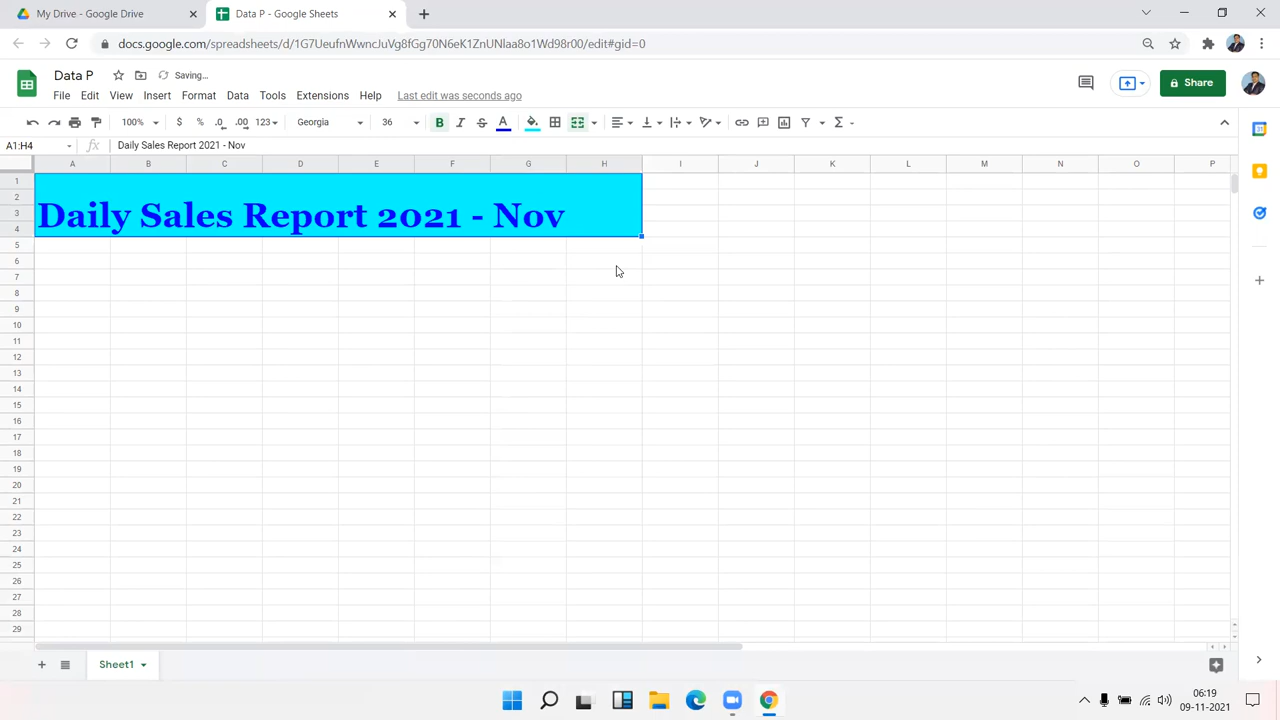 My Drive - Google Drive
Data P - Google Sheets
docs.google.com/spreadsheets/d/1G7UeufnWwncJuVg8fGg70N6eK1ZnUNlaa8o1Wd98r00/edit#gid=0
Data P
Saving...
File Edit View Insert Format Data Tools Extensions Help Last edit was seconds ago
Share
100% $ % .0 .00 123 Georgia 36 B I S A Σ
A1:H4 fx Daily Sales Report 2021 - Nov
A B C D E F G H I J K L M N O P
1
2
3
4
Daily Sales Report 2021 - Nov
5
6
7
8
9
10
11
12
13
14
15
16
17
18
19
20
21
22
23
24
25
26
27
28
29
Sheet1
06:19
09-11-2021